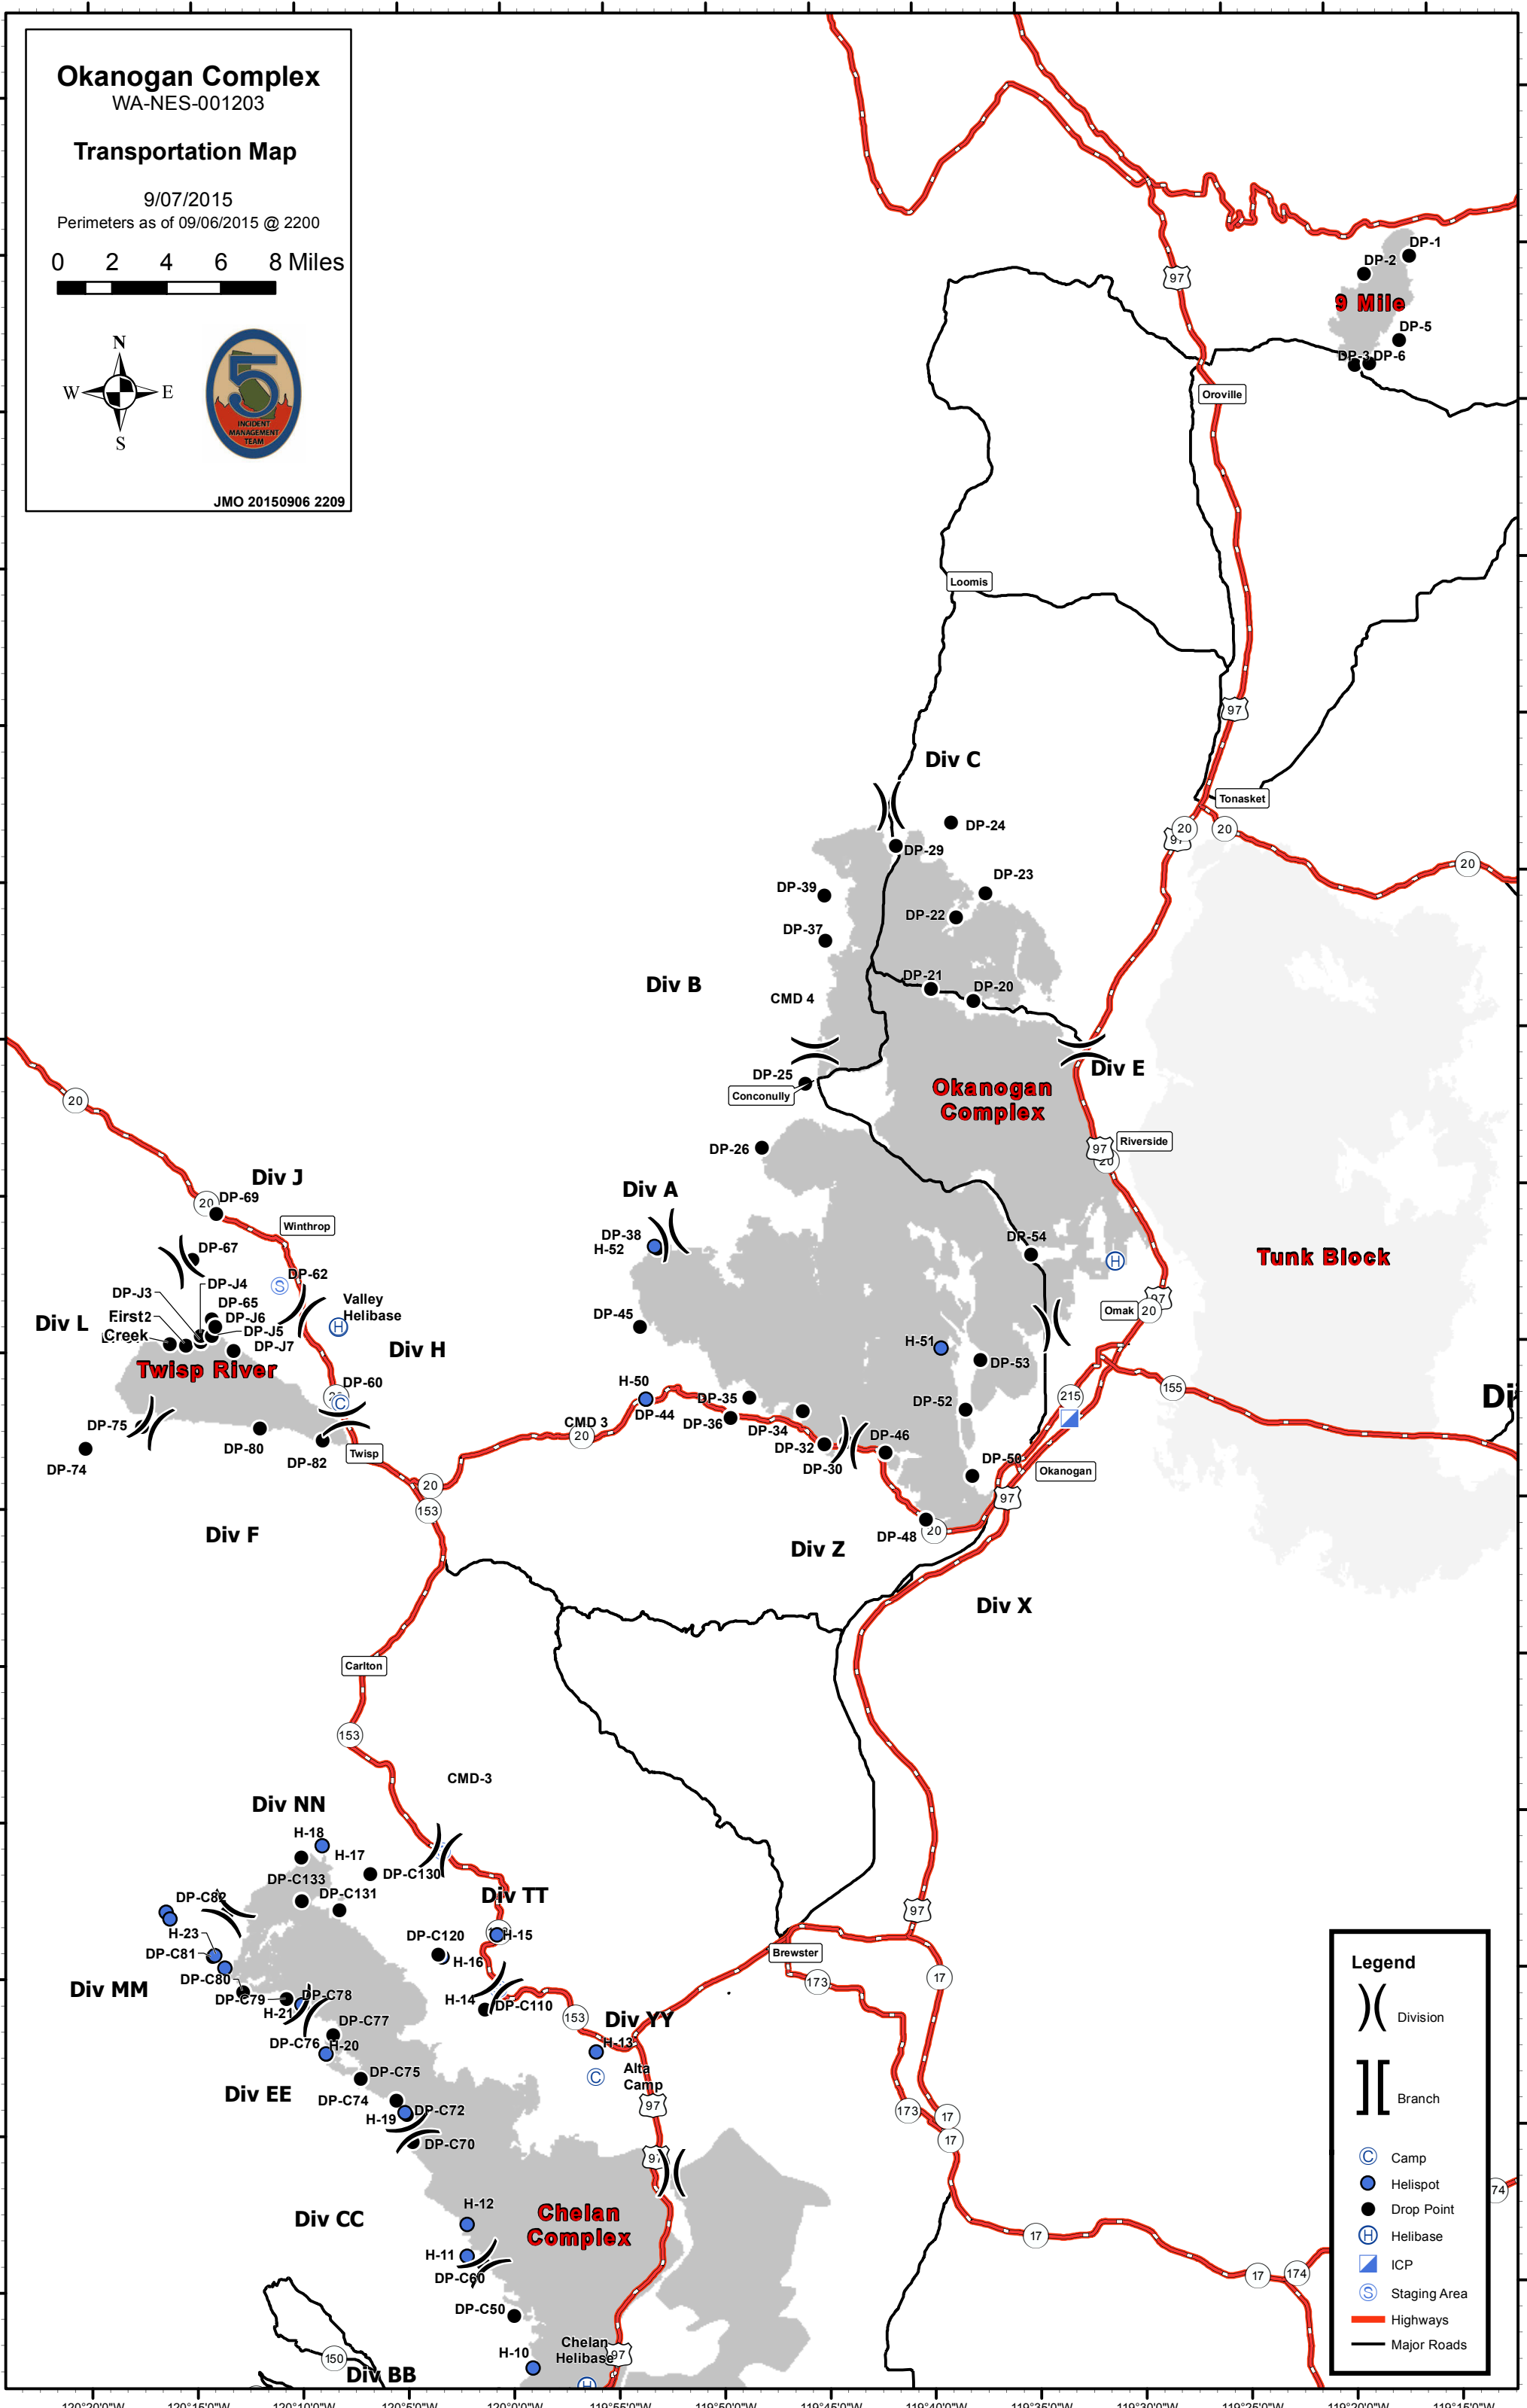 Okanogan Complex
WA-NES-001203
Transportation Map
9/07/2015
Perimeters as of 09/06/2015 @ 2200
0 2 4 6 8 Miles
N
W E
S
5
INCIDENT
MANAGEMENT
TEAM
JMO 20150906 2209
DP-1
DP-2
97
9 Mile
DP-5
DP-3 DP-6
Oroville
Loomis
97
Div C
Tonasket
DP-24
20
20
97
DP-29
20
DP-23
DP-39
DP-22
DP-37
DP-21
Div B
DP-20
CMD 4
Div E
DP-25
Okanogan
Complex
Conconully
20
Riverside
97
20
DP-26
Div J
Div A
20
DP-69
Winthrop
DP-38
H-52
DP-54
DP-67
Tunk Block
H
DP-62
S
DP-J4
DP-J3
97
DP-65
Valley
Helibase
H
Omak
20
First2
DP-J6
DP-45
Div L
Creek
DP-J5
DP-J7
H-51
Div H
DP-53
Twisp River
H-50
DP-60
155
C
215
DP-35
DP-52
DP-44
DP-36
DP-75
CMD 3
DP-34
20
DP-46
DP-80
DP-32
Twisp
DP-82
DP-50
DP-74
DP-30
Okanogan
20
97
153
Div F
20
DP-48
Div Z
Div X
Carlton
153
CMD-3
Div NN
H-18
H-17
DP-C130
DP-C133
DP-C131
Div TT
DP-C82
97
H-23
DP-C120
H-15
DP-C81
H-16
Brewster
DP-C80
17
173
Div MM
DP-C79
DP-C78
H-14
DP-C110
H-21
153
Div YY
DP-C77
DP-C76
H-20
H-13
Alta
Camp
C
DP-C75
Div EE
DP-C74
97
173
DP-C72
17
H-19
17
DP-C70
97
H-12
Chelan
Complex
Div CC
17
H-11
DP-C60
17
174
74
DP-C50
Chelan
Helibase
H-10
97
150
Div BB
H
Legend
Division
Branch
C Camp
Helispot
Drop Point
H Helibase
ICP
S Staging Area
Highways
Major Roads